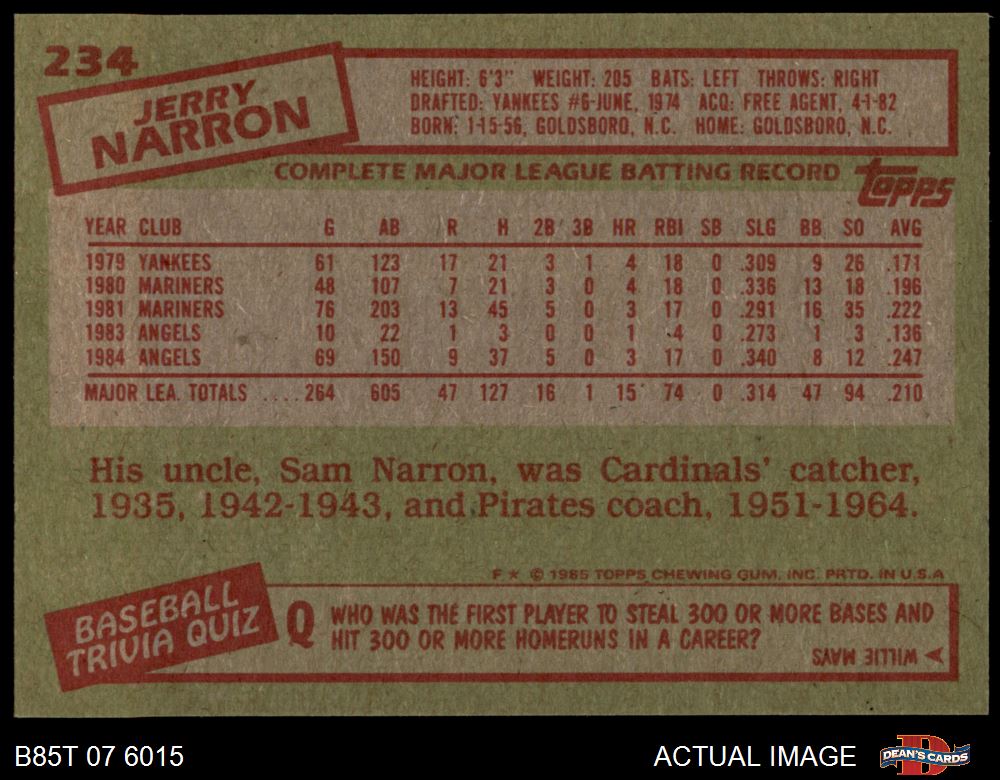 234
JERRY
NARRON
HEIGHT: 6'3" WEIGHT: 205 BATS: LEFT THROWS: RIGHT
DRAFTED: YANKEES #6-JUNE, 1974 ACQ: FREE AGENT, 4-1-82
BORN: 1-15-56, GOLDSBORO, N.C. HOME: GOLDSBORO, N.C.
COMPLETE MAJOR LEAGUE BATTING RECORD
Topps
YEAR CLUB G AB R H 2B 3B HR RBI SB SLG BB SO AVG
1979 YANKEES 61 123 17 21 3 1 4 18 0 .309 9 26 .171
1980 MARINERS 48 107 7 21 3 0 4 18 0 .336 13 18 .196
1981 MARINERS 76 203 13 45 5 0 3 17 0 .291 16 35 .222
1983 ANGELS 10 22 1 3 0 0 1 4 0 .273 1 3 .136
1984 ANGELS 69 150 9 37 5 0 3 17 0 .340 8 12 .247
MAJOR LEA. TOTALS ....264 605 47 127 16 1 15 74 0 .314 47 94 .210
His uncle, Sam Narron, was Cardinals' catcher,
1935, 1942-1943, and Pirates coach, 1951-1964.
F ★ © 1985 TOPPS CHEWING GUM, INC. PRTD. IN U.S.A
BASEBALL
TRIVIA QUIZ
Q WHO WAS THE FIRST PLAYER TO STEAL 300 OR MORE BASES AND
HIT 300 OR MORE HOMERUNS IN A CAREER?
A WILLIE MAYS
B85T 07 6015
ACTUAL IMAGE
D
DEAN'S CARDS